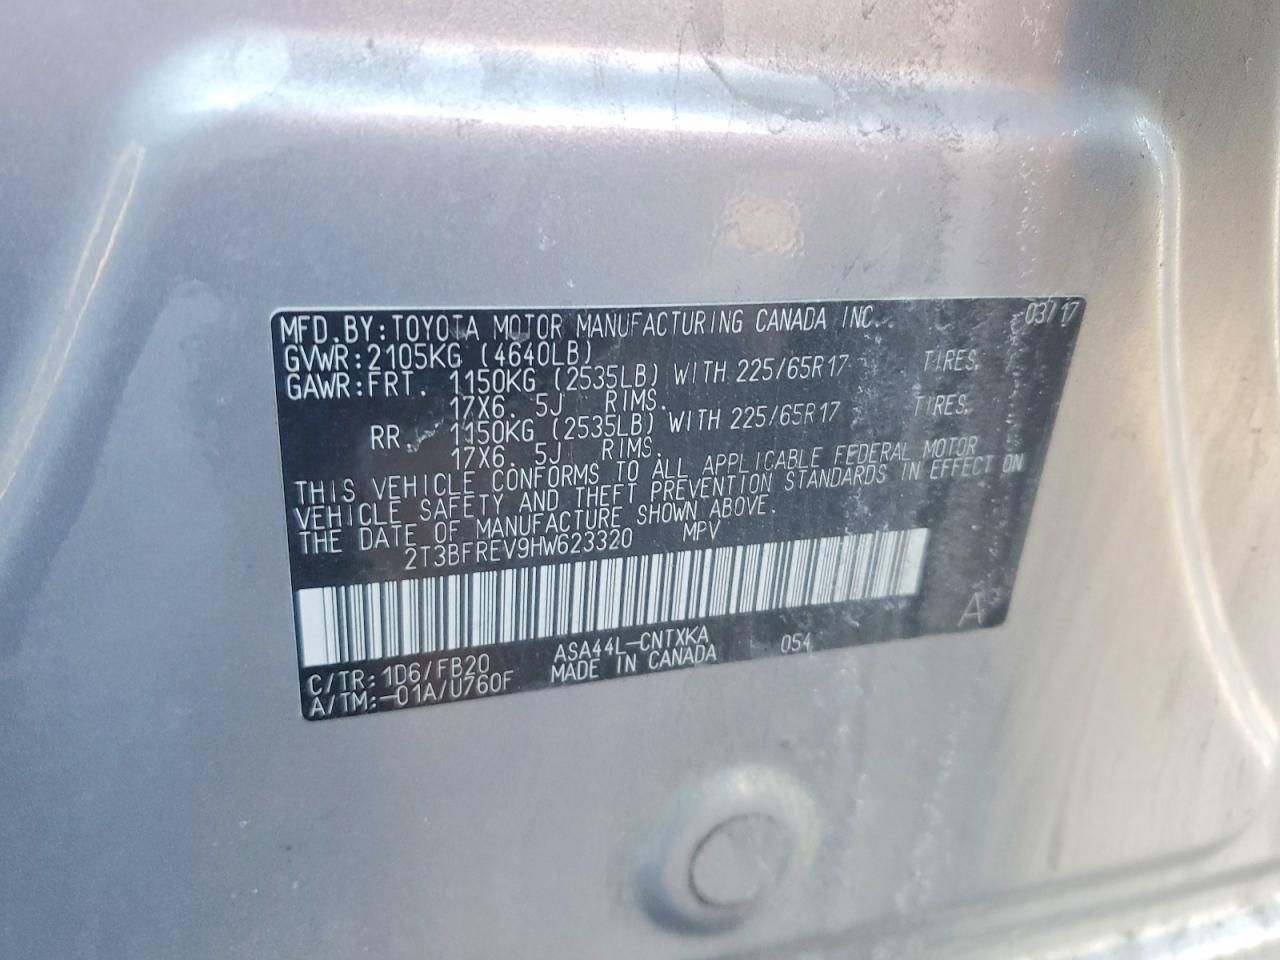 MFD.BY:TOYOTA MOTOR MANUFACTURING CANADA INC. 03/17
GVWR:2105KG (4640LB)
GAWR:FRT. 1150KG (2535LB) WITH 225/65R17 TIRES,
17X6.5J RIMS.
RR. 1150KG (2535LB) WITH 225/65R17 TIRES,
17X6.5J RIMS.
THIS VEHICLE CONFORMS TO ALL APPLICABLE FEDERAL MOTOR
VEHICLE SAFETY AND THEFT PREVENTION STANDARDS IN EFFECT ON
THE DATE OF MANUFACTURE SHOWN ABOVE.
2T3BFREV9HW623320 MPV
A
C/TR:1D6/FB20 ASA44L-CNTXKA 054
A/TM:-01A/U760F MADE IN CANADA